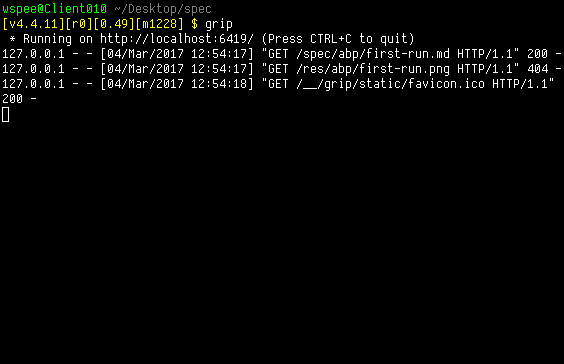 wspee@Client010 ~/Desktop/spec
[v4.4.11][r0][0.49][m1228] $ grip
 * Running on http://localhost:6419/ (Press CTRL+C to quit)
127.0.0.1 - - [04/Mar/2017 12:54:17] "GET /spec/abp/first-run.md HTTP/1.1" 200 -
127.0.0.1 - - [04/Mar/2017 12:54:17] "GET /res/abp/first-run.png HTTP/1.1" 404 -
127.0.0.1 - - [04/Mar/2017 12:54:18] "GET /__/grip/static/favicon.ico HTTP/1.1"
200 -